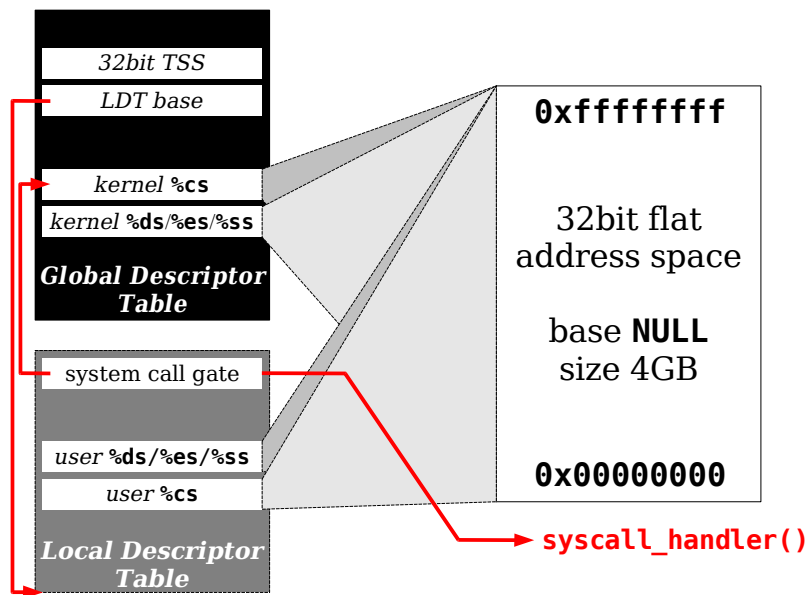 32bit TSS
LDT base
kernel %cs
kernel %ds/%es/%ss
Global Descriptor
Table
system call gate
user %ds/%es/%ss
user %cs
Local Descriptor
Table
0xffffffff
32bit flat
address space
base NULL
size 4GB
0x00000000
syscall_handler()